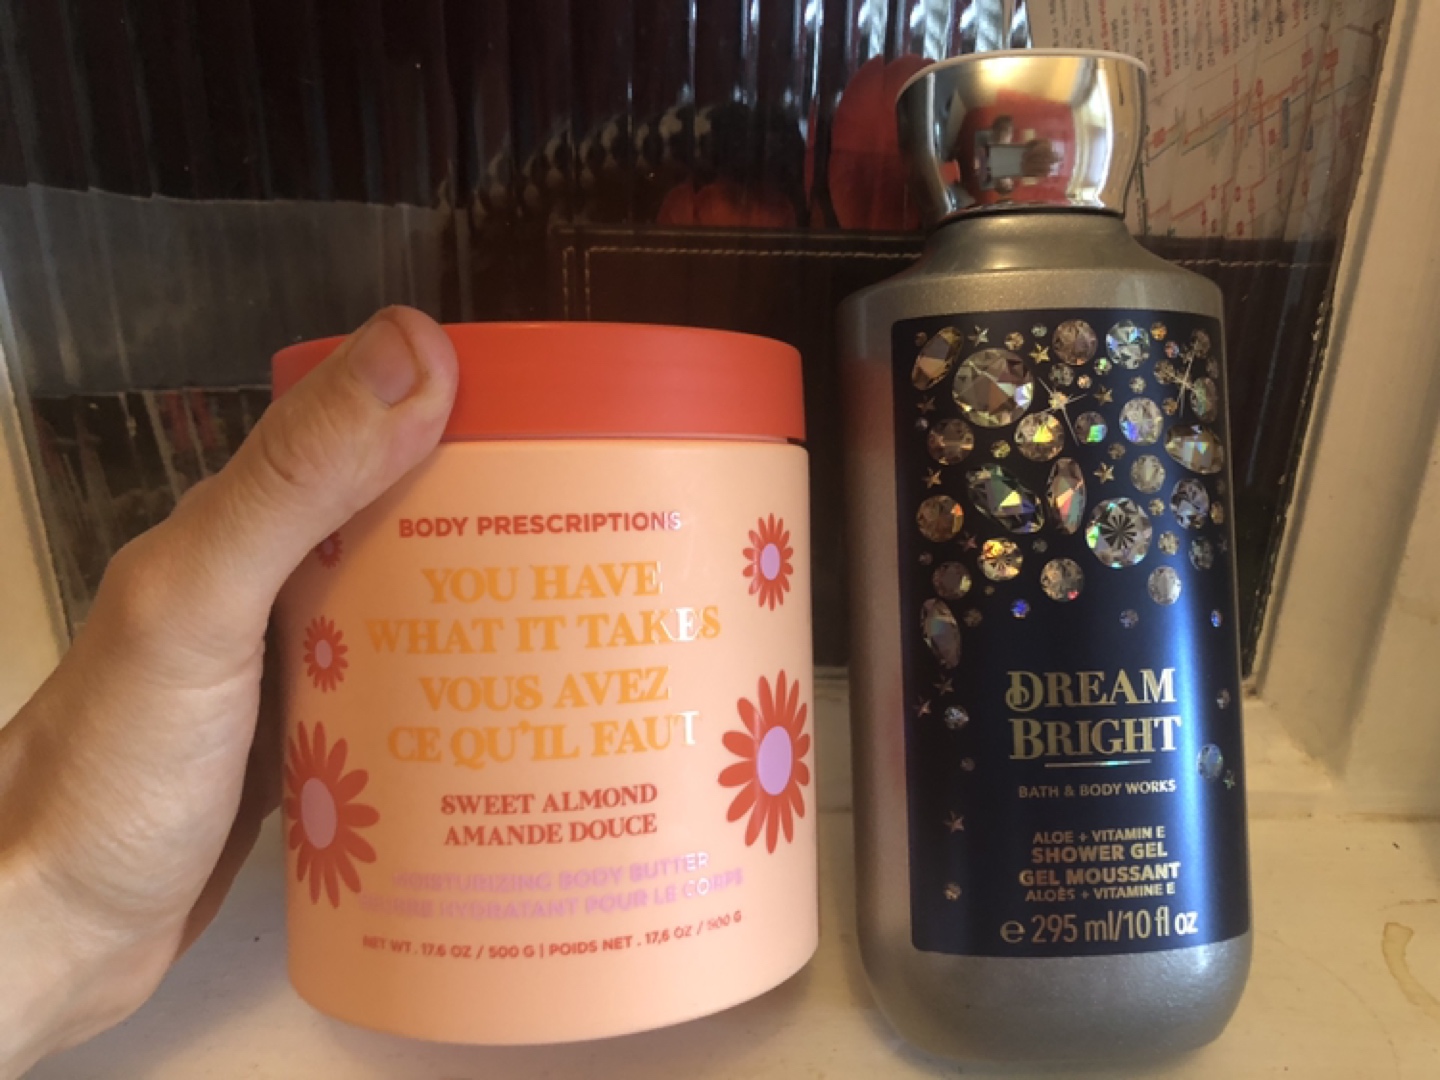 BODY PRESCRIPTIONS
YOU HAVE
WHAT IT TAKES
VOUS AVEZ
CE QU'IL FAUT
SWEET ALMOND
AMANDE DOUCE
MOISTURIZING BODY BUTTER
BEURRE HYDRATANT POUR LE CORPS
NET WT. 17.6 OZ / 500 G | POIDS NET. 17,6 OZ / 500 G
DREAM
BRIGHT
BATH & BODY WORKS
ALOE + VITAMIN E
SHOWER GEL
GEL MOUSSANT
ALOÈS + VITAMINE E
e 295 ml/10 fl oz